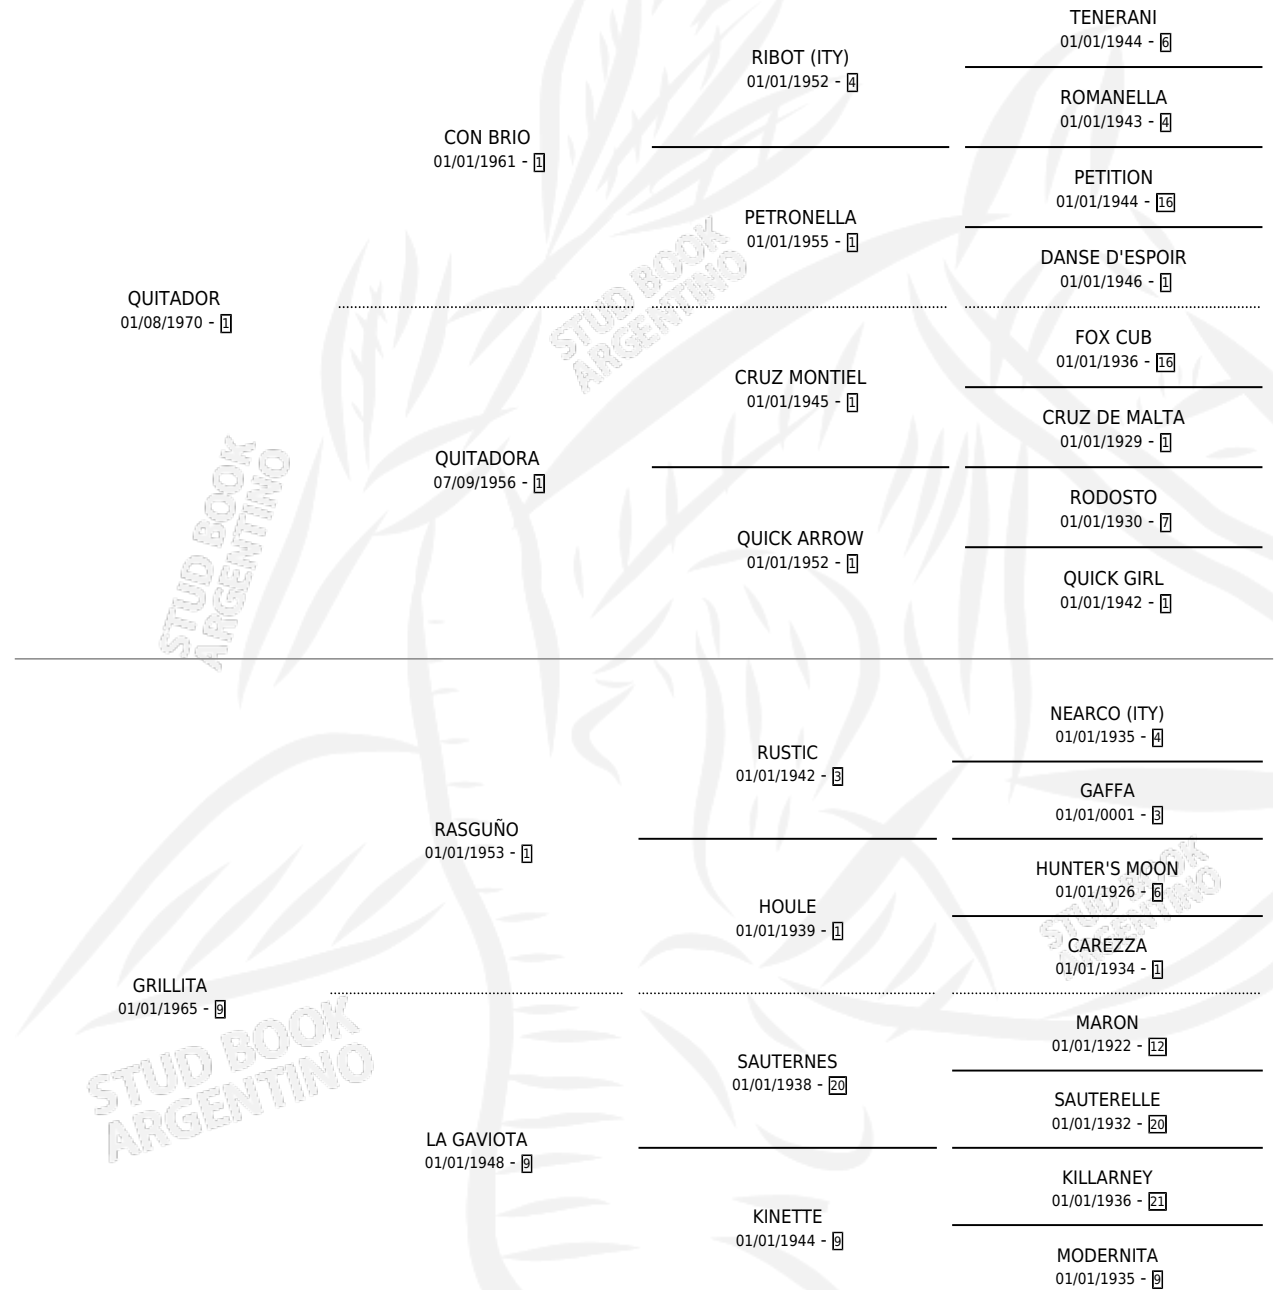 TENERANI
01/01/1944 - 6
RIBOT (ITY)
01/01/1952 - 4
ROMANELLA
01/01/1943 - 4
CON BRIO
01/01/1961 - 1
PETITION
01/01/1944 - 16
PETRONELLA
01/01/1955 - 1
DANSE D'ESPOIR
01/01/1946 - 1
QUITADOR
01/08/1970 - 1
FOX CUB
01/01/1936 - 16
CRUZ MONTIEL
01/01/1945 - 1
CRUZ DE MALTA
01/01/1929 - 1
QUITADORA
07/09/1956 - 1
RODOSTO
01/01/1930 - 7
QUICK ARROW
01/01/1952 - 1
QUICK GIRL
01/01/1942 - 1
STUD BOOK
ARGENTINO
STUD BOOK
ARGENTINO
NEARCO (ITY)
01/01/1935 - 4
RUSTIC
01/01/1942 - 3
GAFFA
01/01/0001 - 3
RASGUÑO
01/01/1953 - 1
HUNTER'S MOON
01/01/1926 - 6
HOULE
01/01/1939 - 1
CAREZZA
01/01/1934 - 1
GRILLITA
01/01/1965 - 9
MARON
01/01/1922 - 12
SAUTERNES
01/01/1938 - 20
SAUTERELLE
01/01/1932 - 20
LA GAVIOTA
01/01/1948 - 9
KILLARNEY
01/01/1936 - 21
KINETTE
01/01/1944 - 9
MODERNITA
01/01/1935 - 9
STUD BOOK
ARGENTINO
STUD BOOK
ARGENTINO